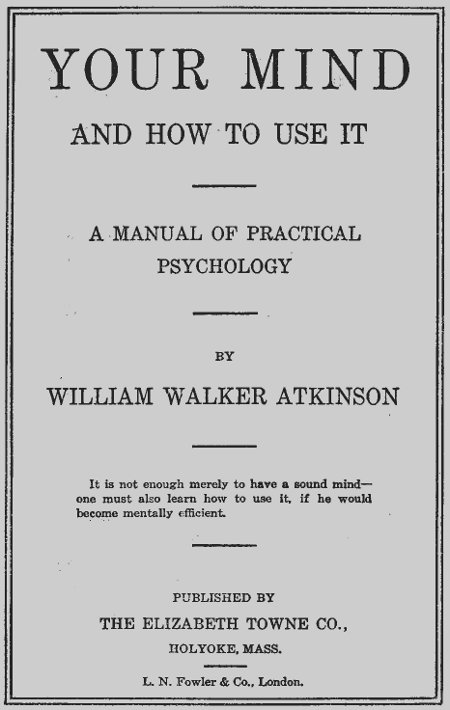 YOUR MIND
AND HOW TO USE IT
A MANUAL OF PRACTICAL
PSYCHOLOGY
BY
WILLIAM WALKER ATKINSON
It is not enough merely to have a sound mind—
one must also learn how to use it, if he would
become mentally efficient.
PUBLISHED BY
THE ELIZABETH TOWNE CO.,
HOLYOKE, MASS.
L. N. Fowler & Co., London.